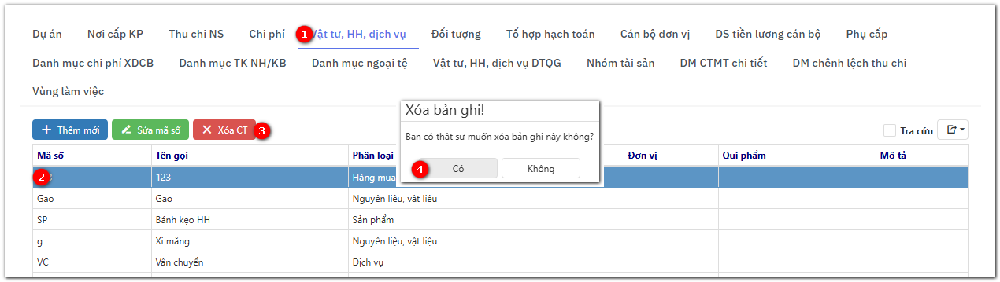 Dự án Nơi cấp KP Thu chi NS Chi phí 1 Vật tư, HH, dịch vụ Đối tượng Tổ hợp hạch toán Cán bộ đơn vị DS tiền lương cán bộ Phụ cấp
Danh mục chi phí XDCB Danh mục TK NH/KB Danh mục ngoại tệ Vật tư, HH, dịch vụ DTQG Nhóm tài sản DM CTMT chi tiết DM chênh lệch thu chi
Vùng làm việc
Xóa bản ghi!
Bạn có thật sự muốn xóa bản ghi này không?
4 Có Không
Thêm mới Sửa mã số Xóa CT 3 Tra cứu
Mã số Tên gọi Phân loại Đơn vị Qui phẩm Mô tả
2 123 Hàng mua
Gao Gạo Nguyên liệu, vật liệu
SP Bánh kẹo HH Sản phẩm
g Xi măng Nguyên liệu, vật liệu
VC Vân chuyển Dịch vụ